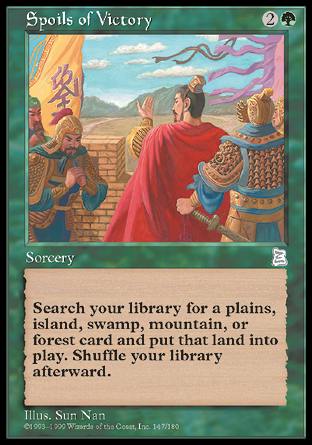 Spoils of Victory 2
劉
Sorcery
Search your library for a plains,
island, swamp, mountain, or
forest card and put that land into
play. Shuffle your library
afterward.
Illus. Sun Nan
©1993-1999 Wizards of the Coast, Inc. 147/180